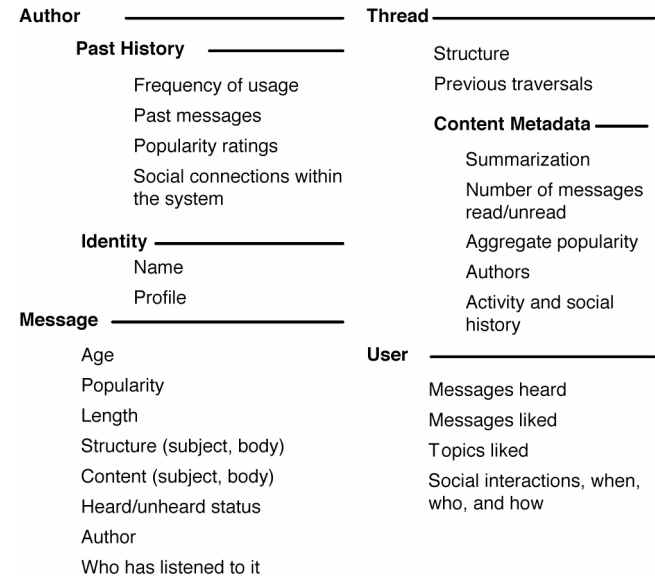 Author
Past History
Frequency of usage
Past messages
Popularity ratings
Social connections within
the system
Identity
Name
Profile
Message
Age
Popularity
Length
Structure (subject, body)
Content (subject, body)
Heard/unheard status
Author
Who has listened to it
Thread
Structure
Previous traversals
Content Metadata
Summarization
Number of messages
read/unread
Aggregate popularity
Authors
Activity and social
history
User
Messages heard
Messages liked
Topics liked
Social interactions, when,
who, and how